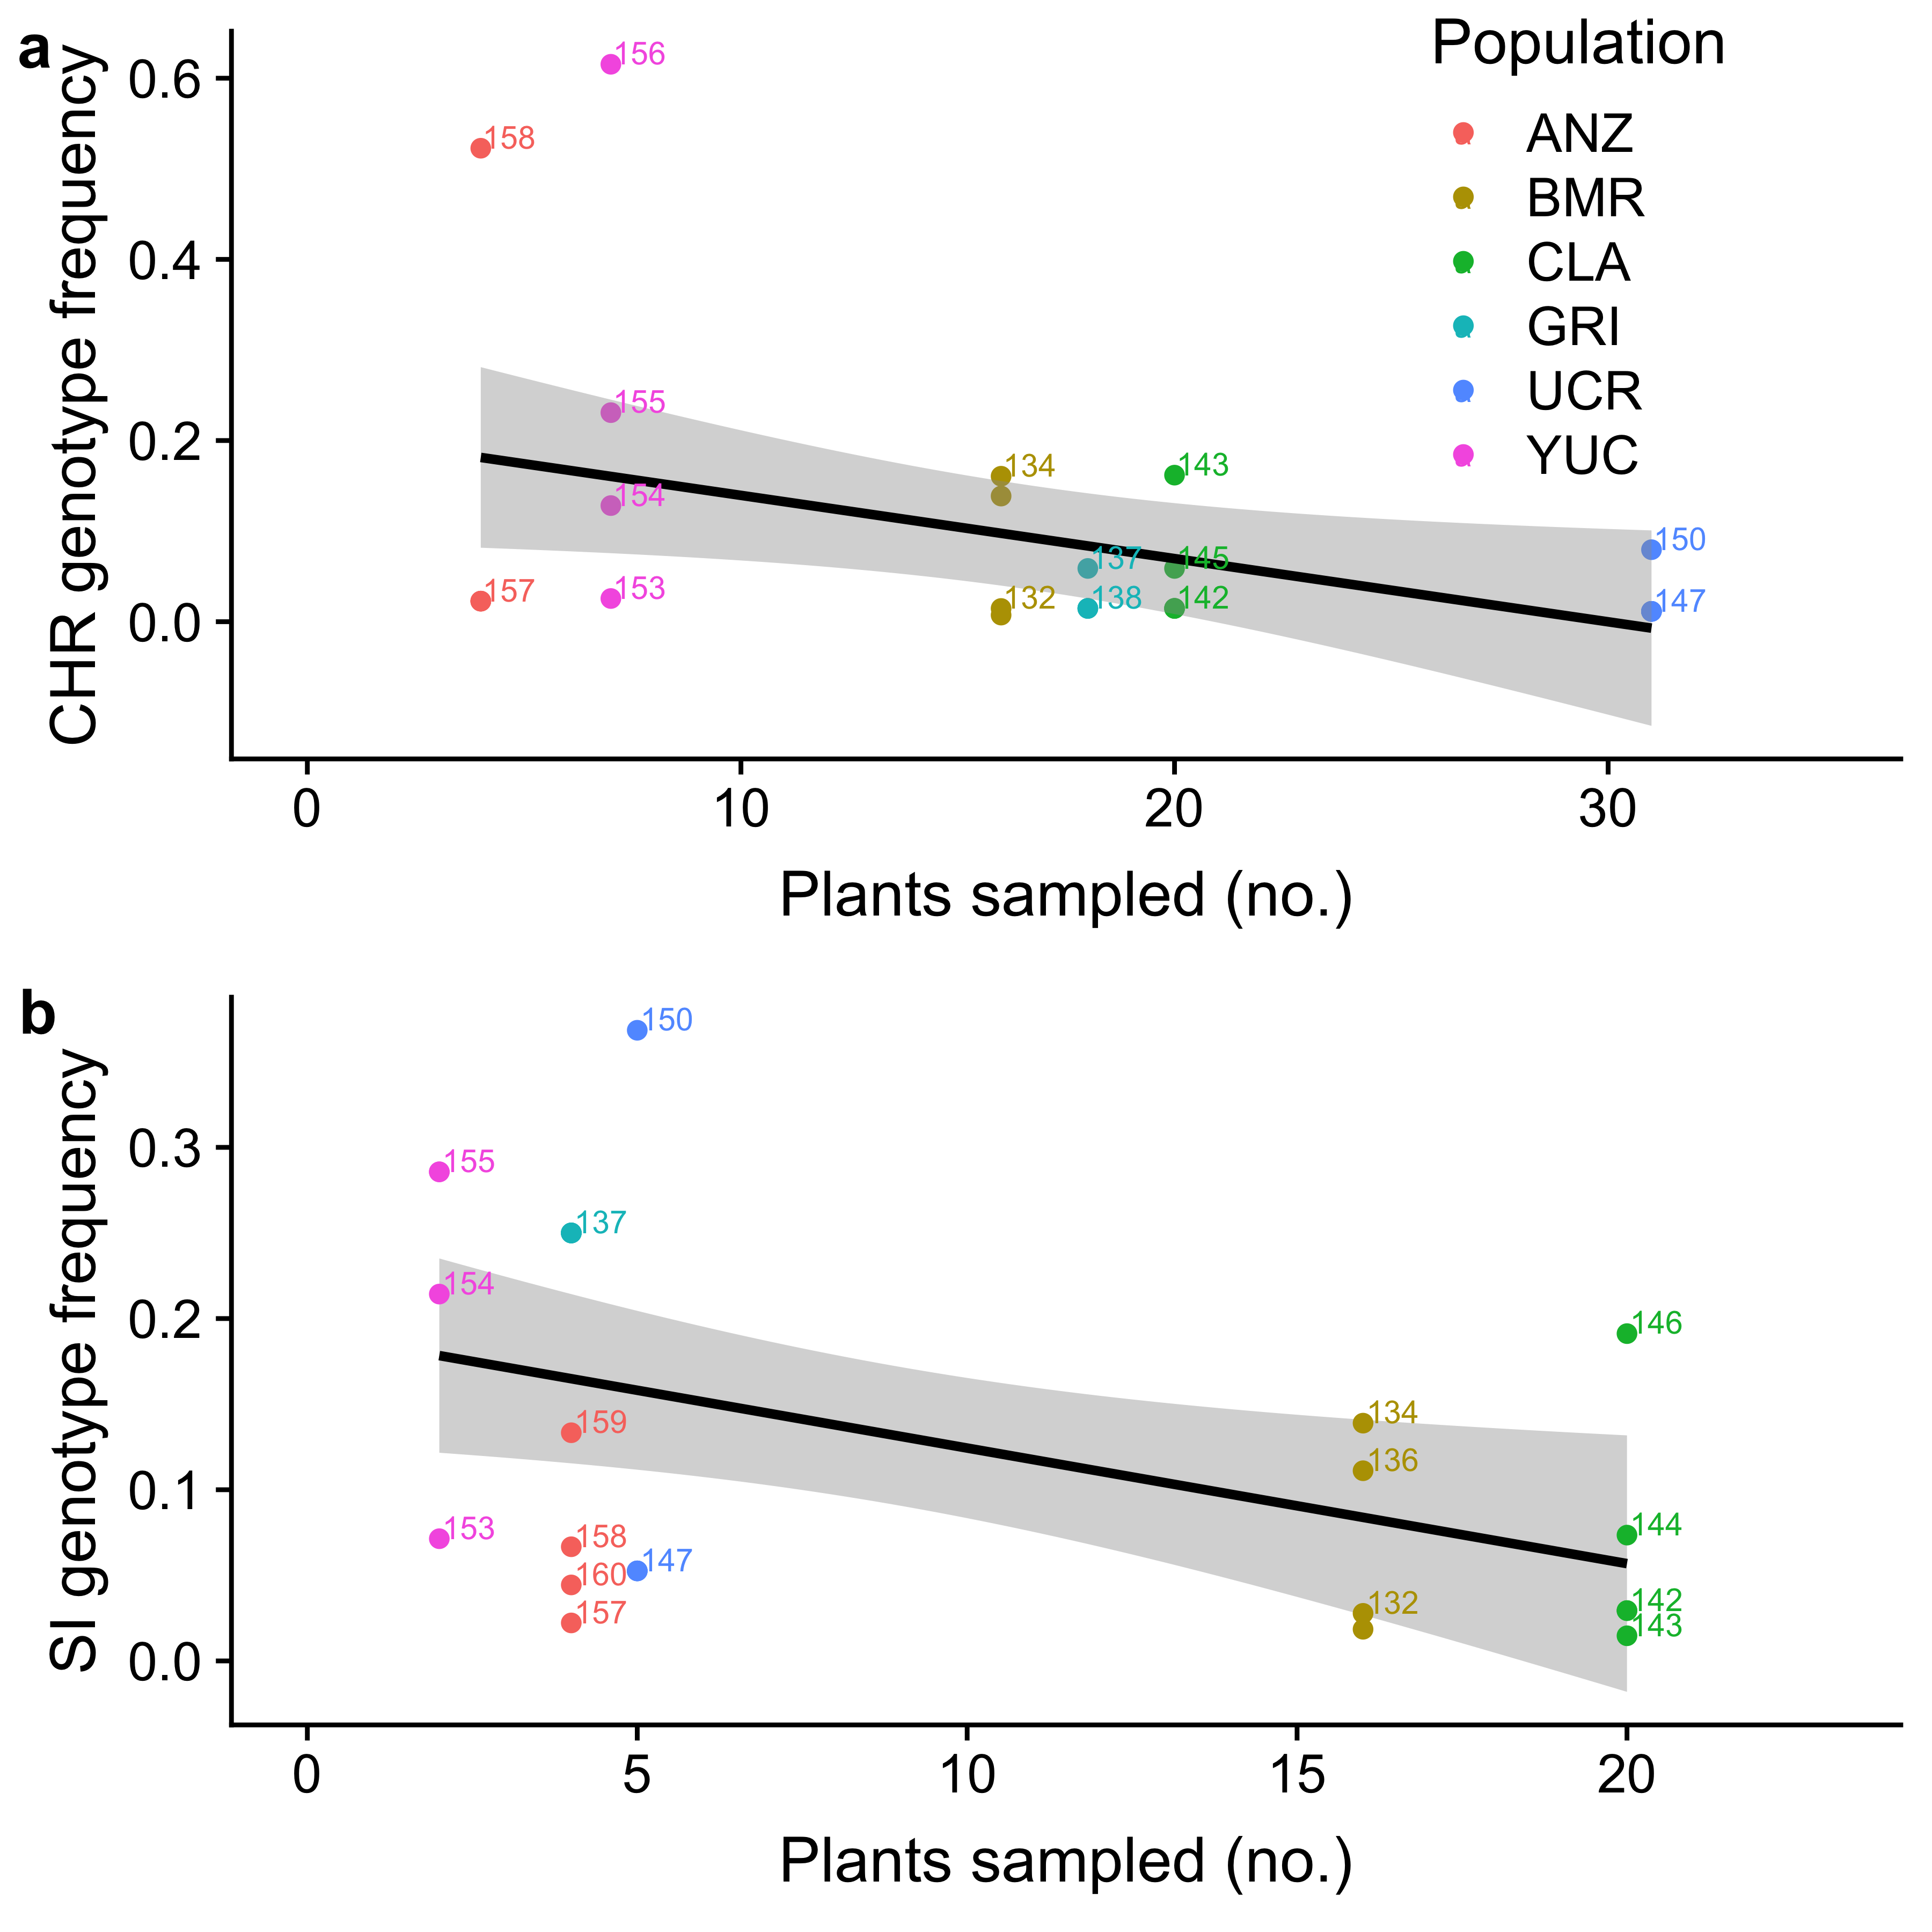 a
CHR genotype frequency
0.6
0.4
0.2
0.0
156
158
155
154
153
157
134
132
143
137
145
138
142
150
147
Population
ANZ
BMR
CLA
GRI
UCR
YUC
0 10 20 30
Plants sampled (no.)
b
SI genotype frequency
0.3
0.2
0.1
0.0
150
155
137
154
159
153
158
160
147
157
146
134
136
144
132
142
143
0 5 10 15 20
Plants sampled (no.)